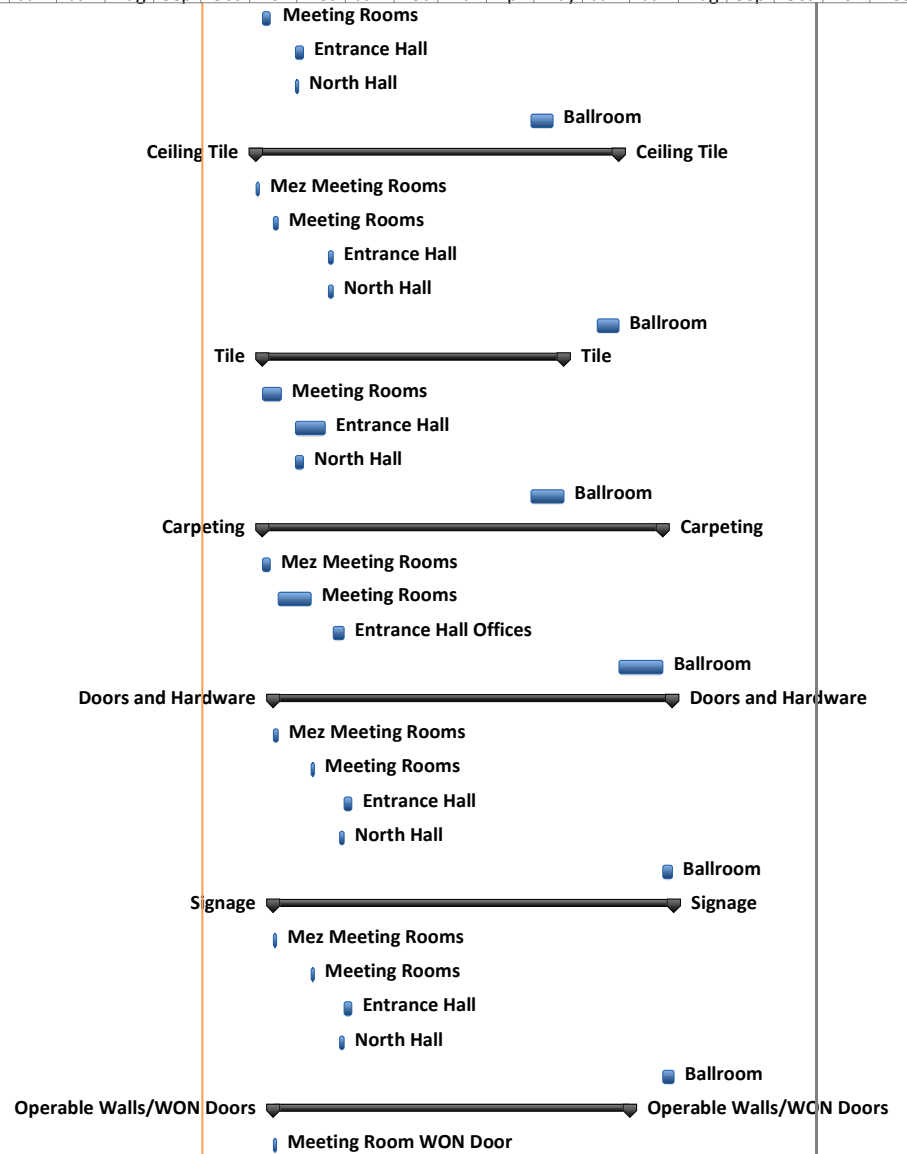 Meeting Rooms
Entrance Hall
North Hall
Ballroom
Ceiling Tile Ceiling Tile
Mez Meeting Rooms
Meeting Rooms
Entrance Hall
North Hall
Ballroom
Tile Tile
Meeting Rooms
Entrance Hall
North Hall
Ballroom
Carpeting Carpeting
Mez Meeting Rooms
Meeting Rooms
Entrance Hall Offices
Ballroom
Doors and Hardware Doors and Hardware
Mez Meeting Rooms
Meeting Rooms
Entrance Hall
North Hall
Ballroom
Signage Signage
Mez Meeting Rooms
Meeting Rooms
Entrance Hall
North Hall
Ballroom
Operable Walls/WON Doors Operable Walls/WON Doors
Meeting Room WON Door